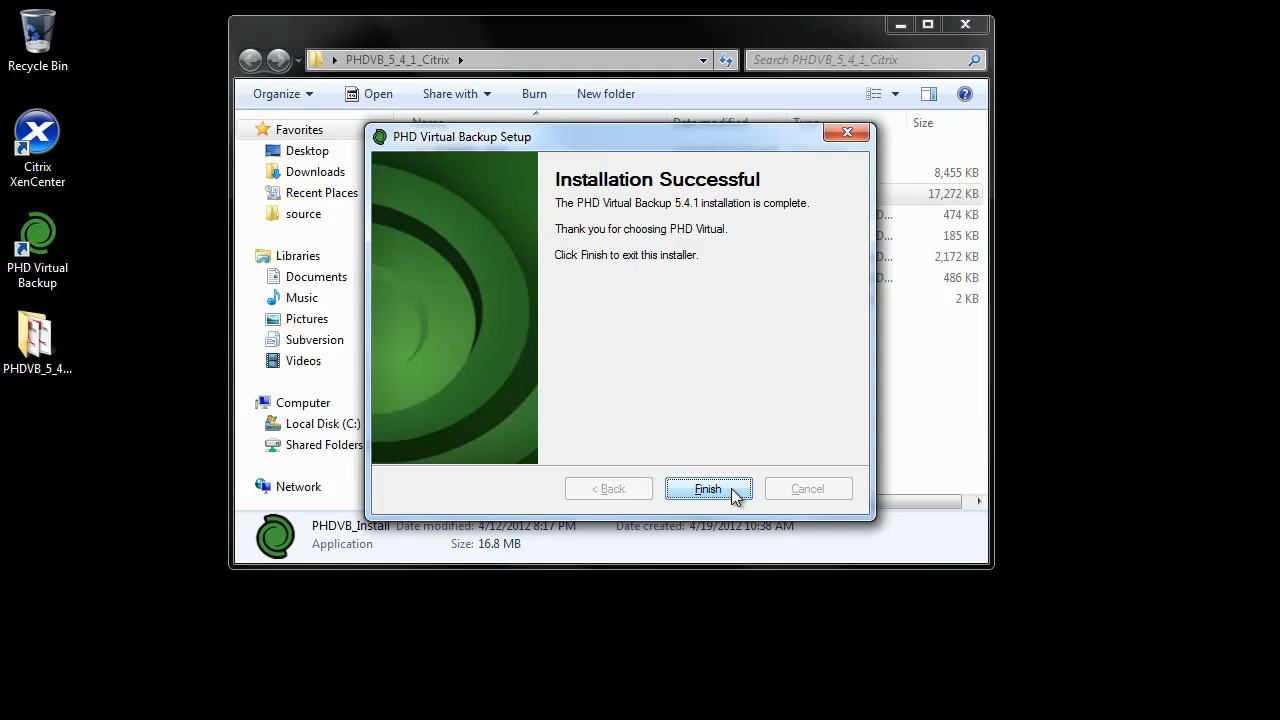 Recycle Bin
Citrix
XenCenter
PHD Virtual
Backup
PHDVB_5_4...
PHDVB_5_4_1_Citrix
Search PHDVB_5_4_1_Citrix
Organize
Open
Share with
Burn
New folder
Favorites
Desktop
Downloads
Recent Places
source
Libraries
Documents
Music
Pictures
Subversion
Videos
Computer
Local Disk (C:)
Shared Folders
Network
Size
8,455 KB
17,272 KB
D... 474 KB
D... 185 KB
D... 2,172 KB
D... 486 KB
2 KB
PHD Virtual Backup Setup
Installation Successful
The PHD Virtual Backup 5.4.1 installation is complete.
Thank you for choosing PHD Virtual.
Click Finish to exit this installer.
< Back
Finish
Cancel
PHDVB_Install Date modified: 4/12/2012 8:17 PM Date created: 4/19/2012 10:38 AM
Application Size: 16.8 MB